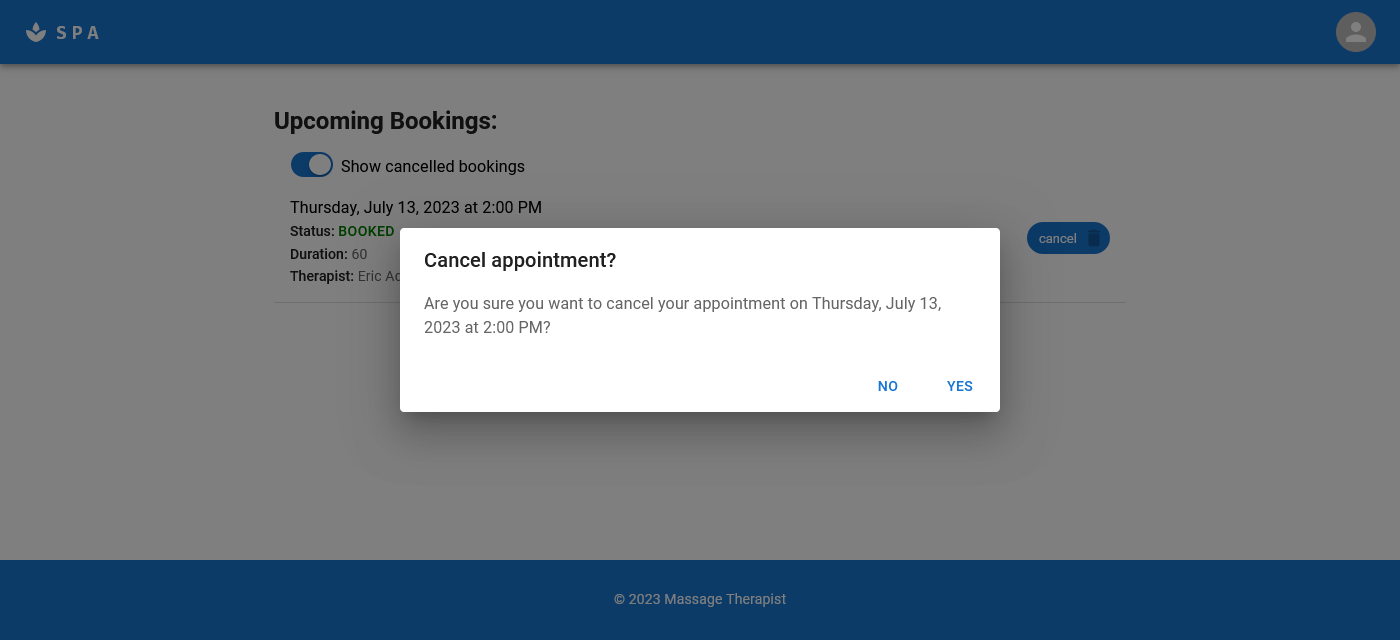 SPA
Upcoming Bookings:
Show cancelled bookings
Thursday, July 13, 2023 at 2:00 PM
Status: BOOKED
Duration: 60
Therapist: Eric
cancel
Cancel appointment?
Are you sure you want to cancel your appointment on Thursday, July 13,
2023 at 2:00 PM?
NO YES
© 2023 Massage Therapist